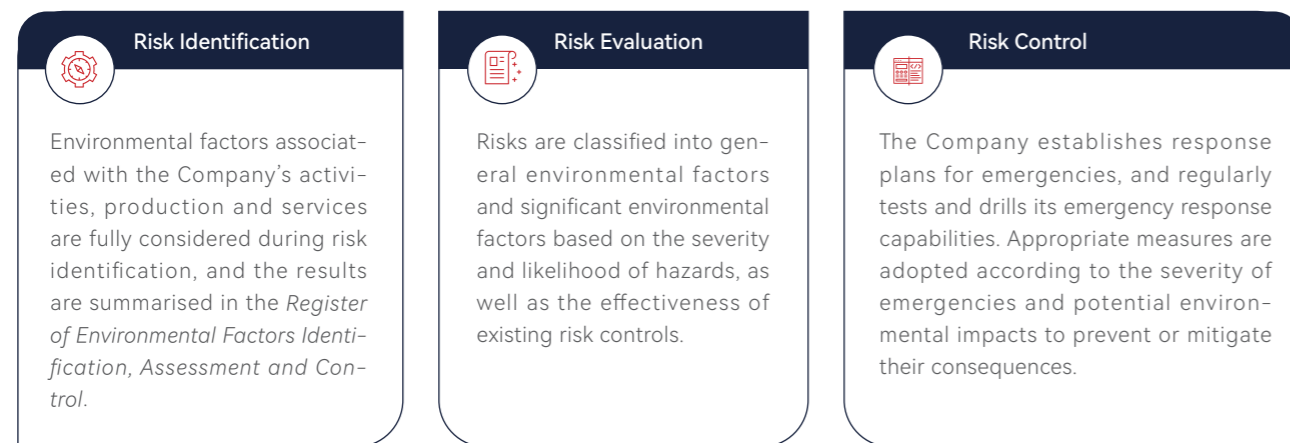 Risk Identification
Environmental factors associat-
ed with the Company's activi-
ties, production and services
are fully considered during risk
identification, and the results
are summarised in the Register
of Environmental Factors Identi-
fication, Assessment and Con-
trol.
Risk Evaluation
Risks are classified into gen-
eral environmental factors
and significant environmental
factors based on the severity
and likelihood of hazards, as
well as the effectiveness of
existing risk controls.
Risk Control
The Company establishes response
plans for emergencies, and regularly
tests and drills its emergency response
capabilities. Appropriate measures are
adopted according to the severity of
emergencies and potential environ-
mental impacts to prevent or mitigate
their consequences.